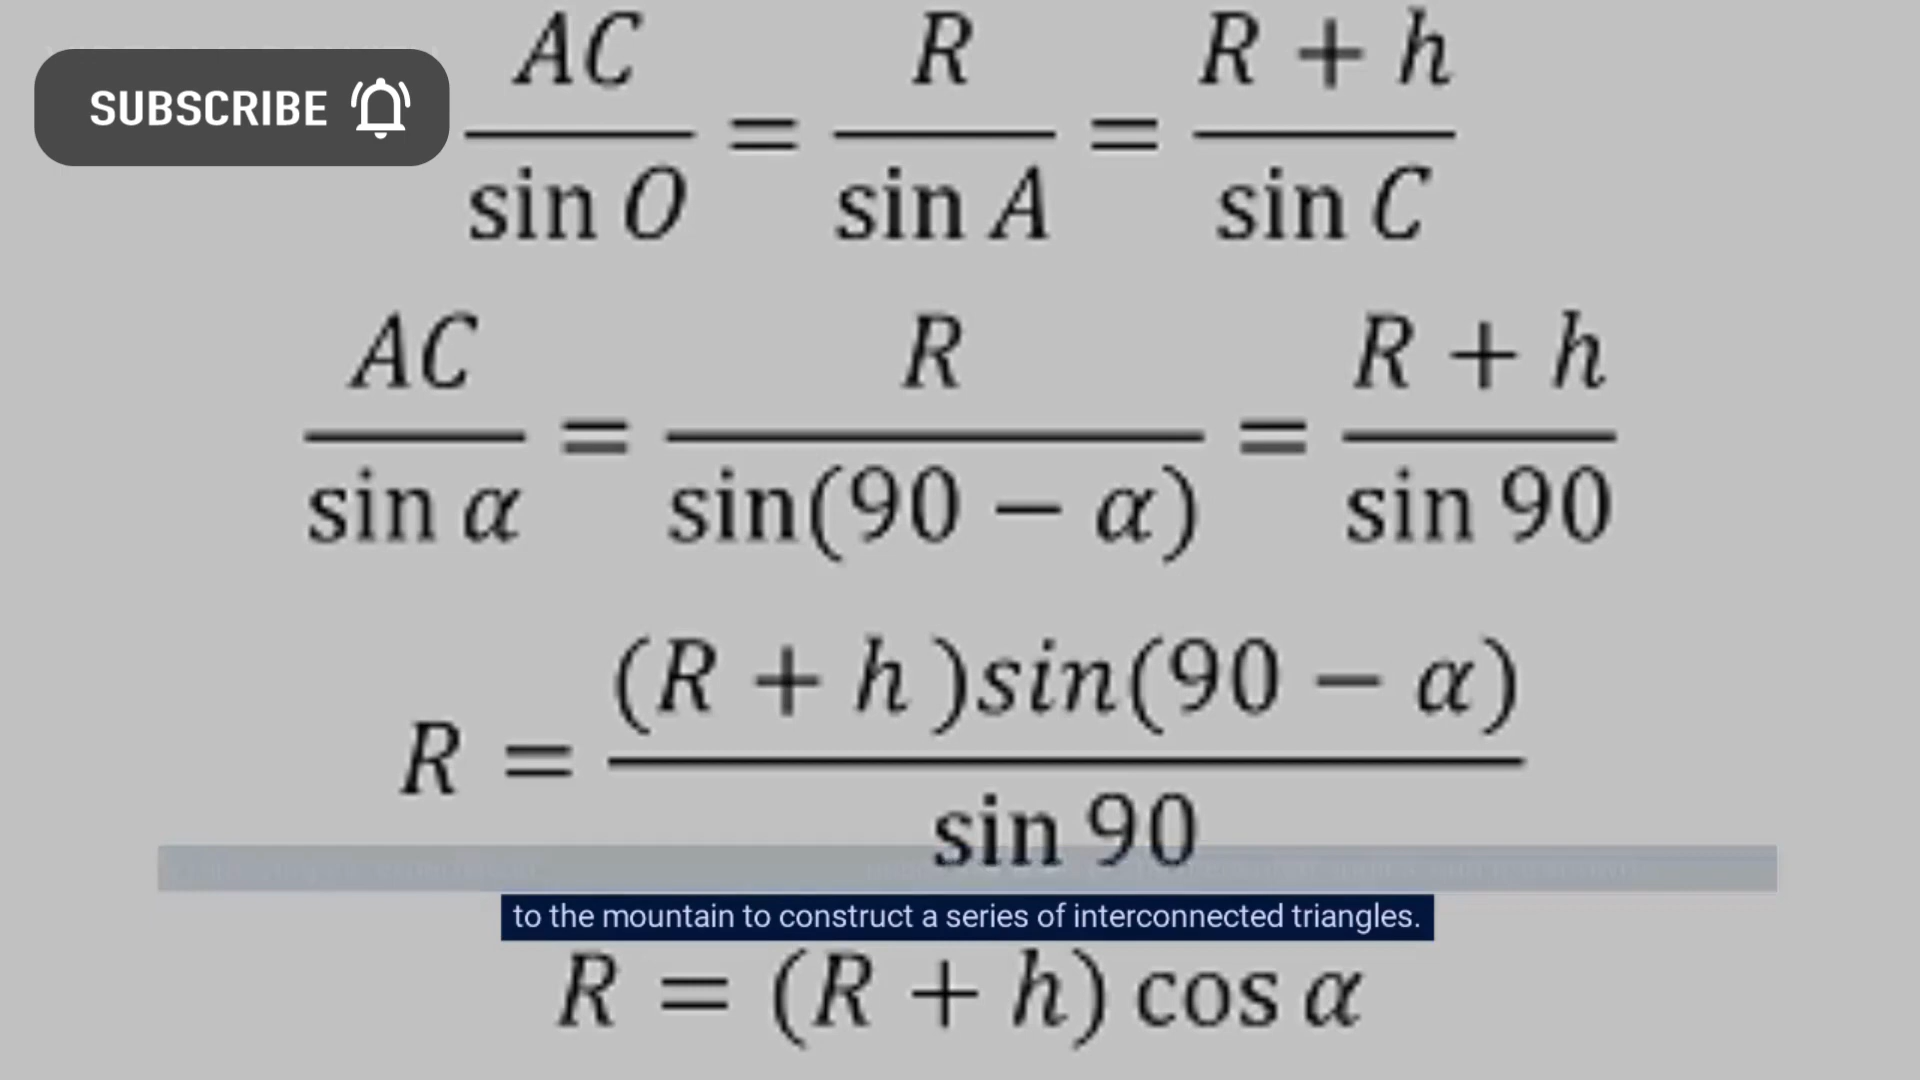 SUBSCRIBE
AC / sin O = R / sin A = R + h / sin C
AC / sin α = R / sin(90 − α) = R + h / sin 90
R = (R + h)sin(90 − α) / sin 90
to the mountain to construct a series of interconnected triangles.
R = (R + h) cos α